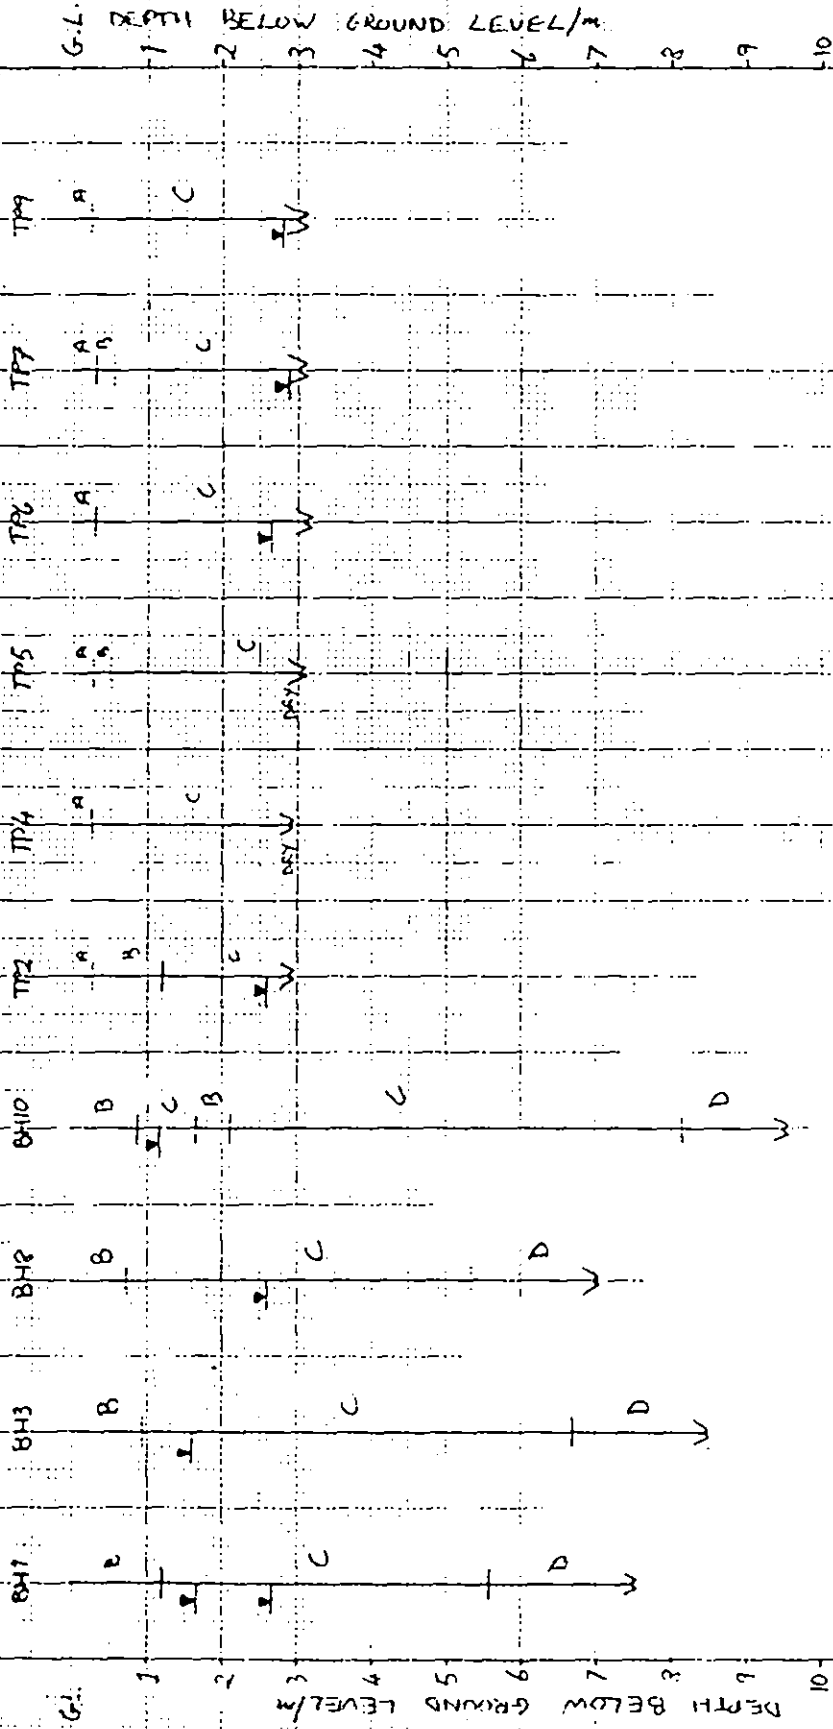 G.L. DEPTH BELOW GROUND LEVEL/m
1 2 3 4 5 6 7 8 9 10
TP9
A C
TP7
A B C
TP6
A C
TP5
A B C
DRY
TP4
A C
DRY
TP2
A B C
BH10
B C B C D
BH8
B C D
BH3
B C D
BH1
B C D
G.L.
1 2 3 4 5 6 7 8 10
DEPTH BELOW GROUND LEVEL/m